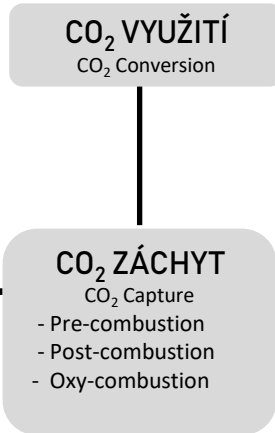 CO₂ VYUŽITÍ
CO₂ Conversion
CO₂ ZÁCHYT
CO₂ Capture
- Pre-combustion
- Post-combustion
- Oxy-combustion